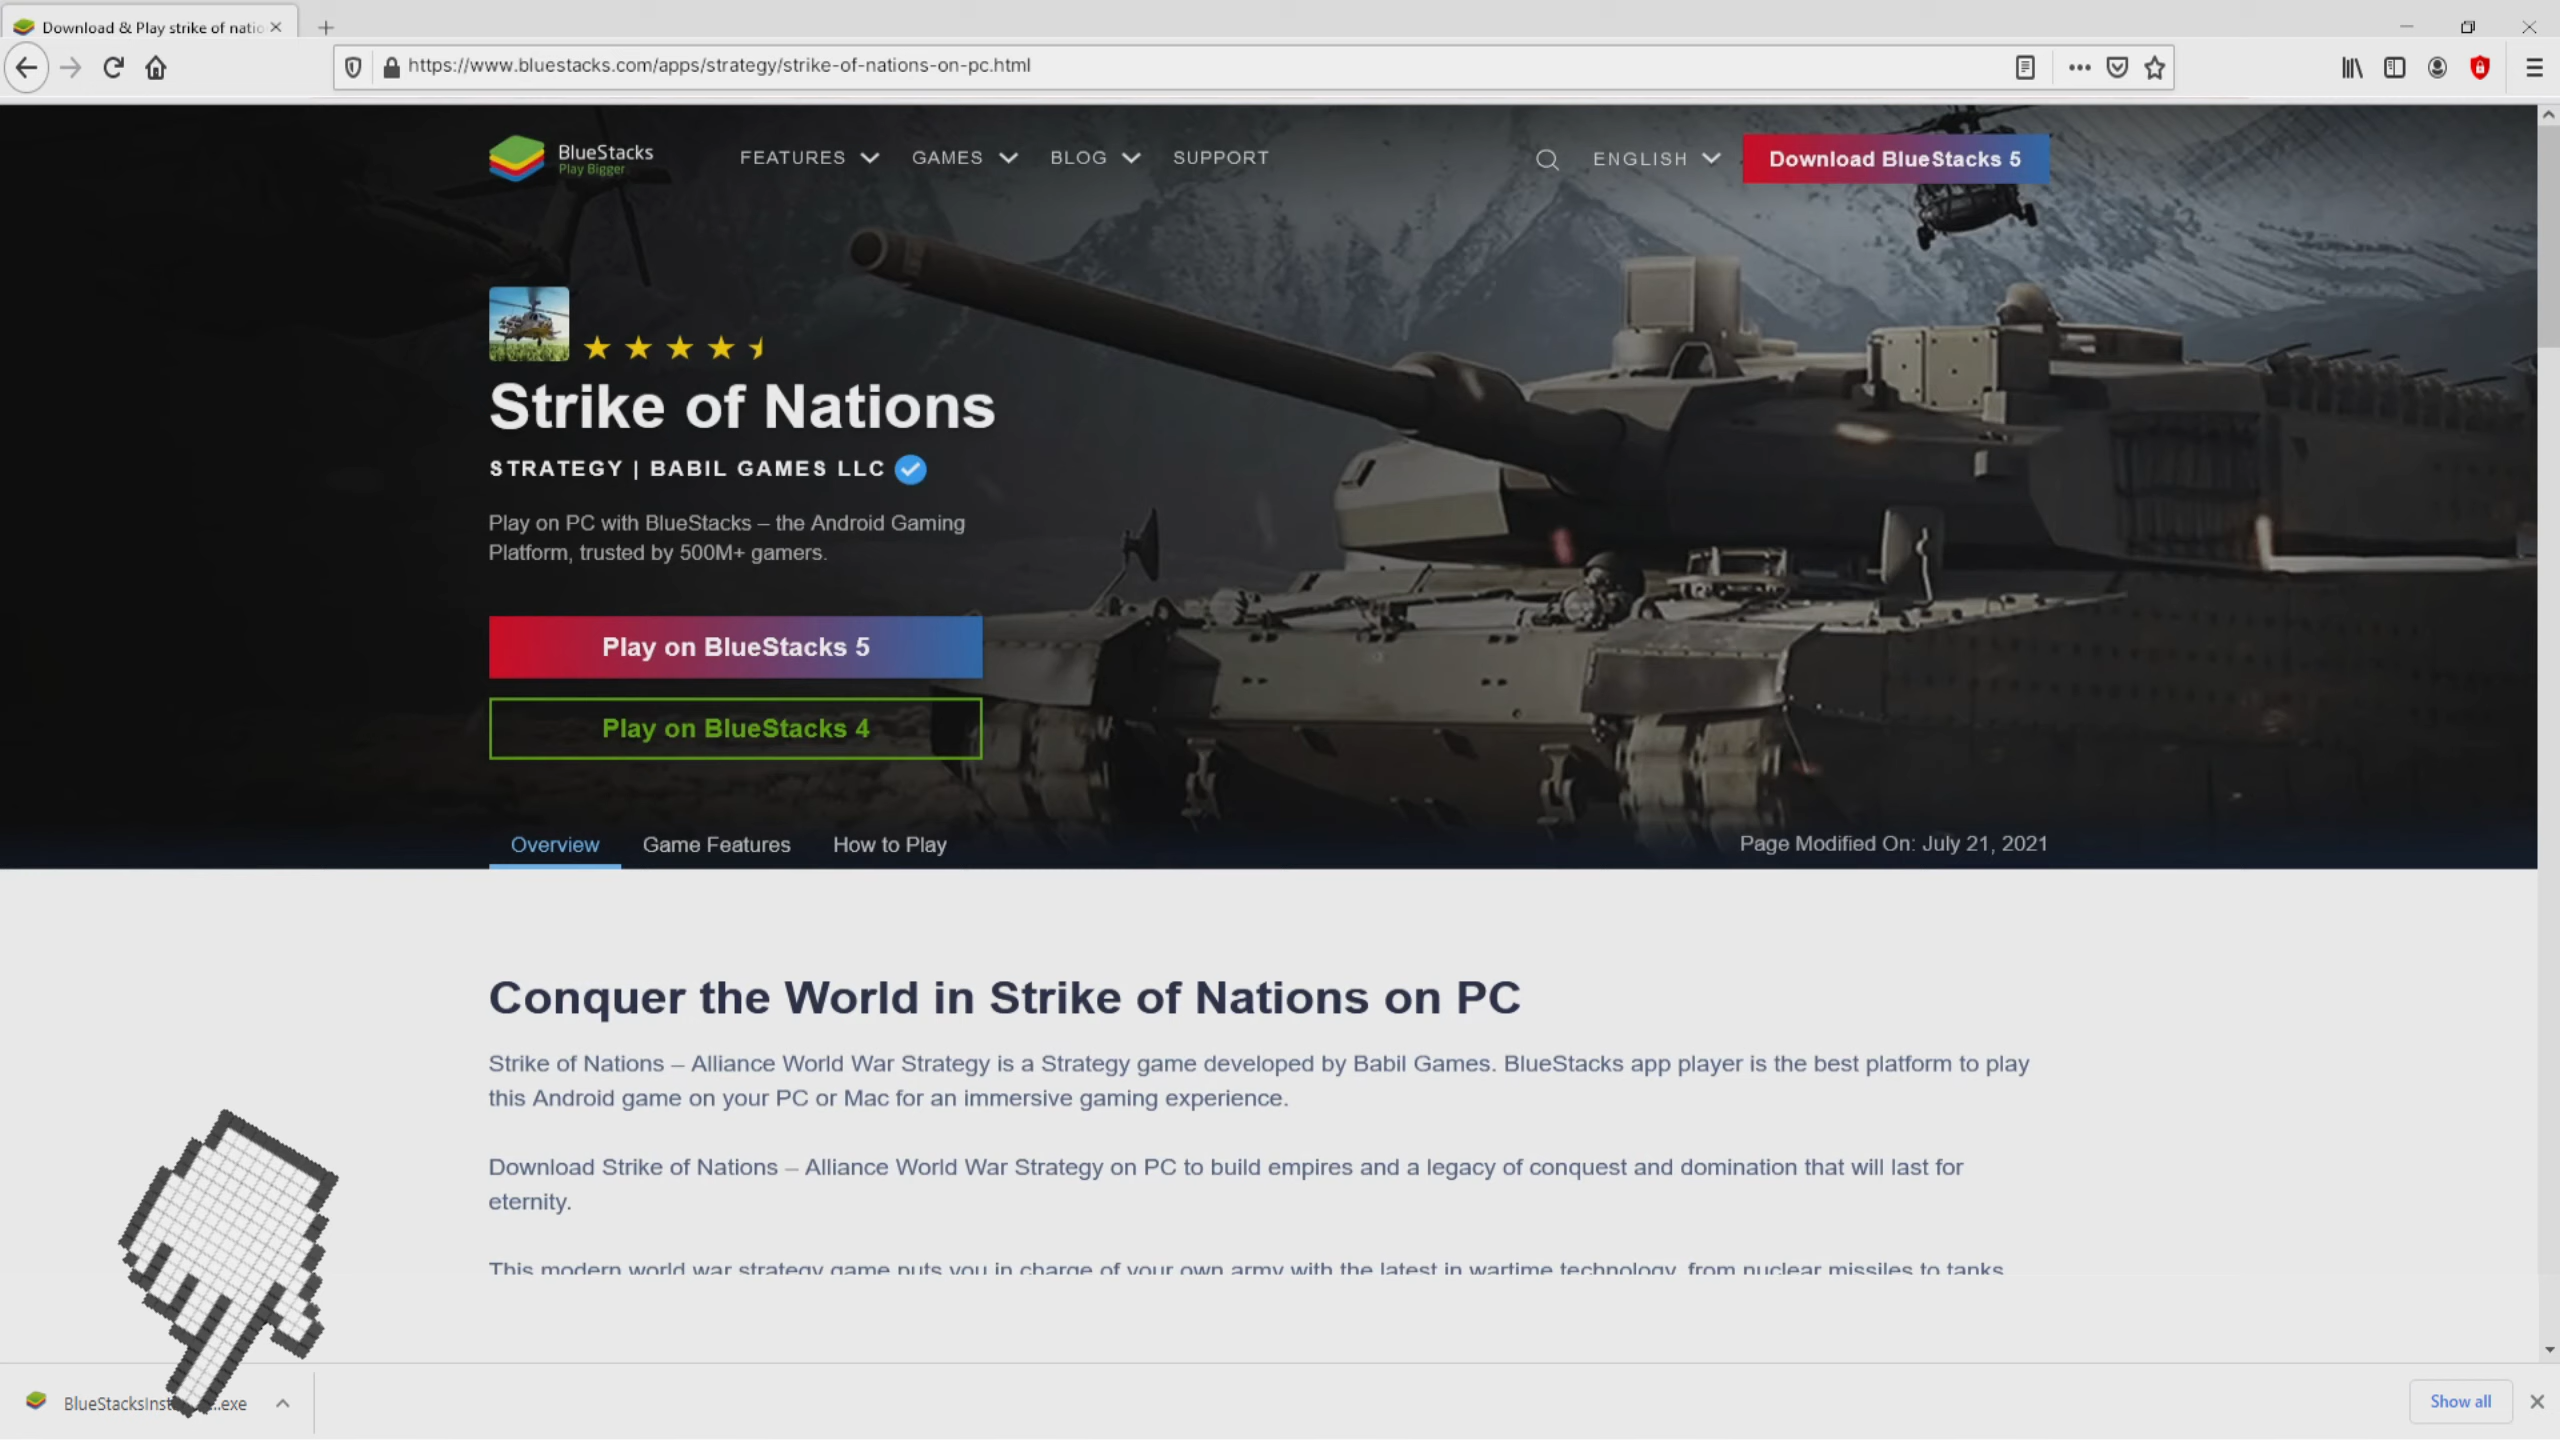 Download & Play strike of natio
https://www.bluestacks.com/apps/strategy/strike-of-nations-on-pc.html
BlueStacks
Play Bigger
FEATURES
GAMES
BLOG
SUPPORT
ENGLISH
Download BlueStacks 5
Strike of Nations
STRATEGY | BABIL GAMES LLC
Play on PC with BlueStacks – the Android Gaming
Platform, trusted by 500M+ gamers.
Play on BlueStacks 5
Play on BlueStacks 4
Overview
Game Features
How to Play
Page Modified On: July 21, 2021
Conquer the World in Strike of Nations on PC
Strike of Nations – Alliance World War Strategy is a Strategy game developed by Babil Games. BlueStacks app player is the best platform to play
this Android game on your PC or Mac for an immersive gaming experience.
Download Strike of Nations – Alliance World War Strategy on PC to build empires and a legacy of conquest and domination that will last for
eternity.
This modern world war strategy game puts you in charge of your own army with the latest in wartime technology, from nuclear missiles to tanks
BlueStacksInst ...exe
Show all